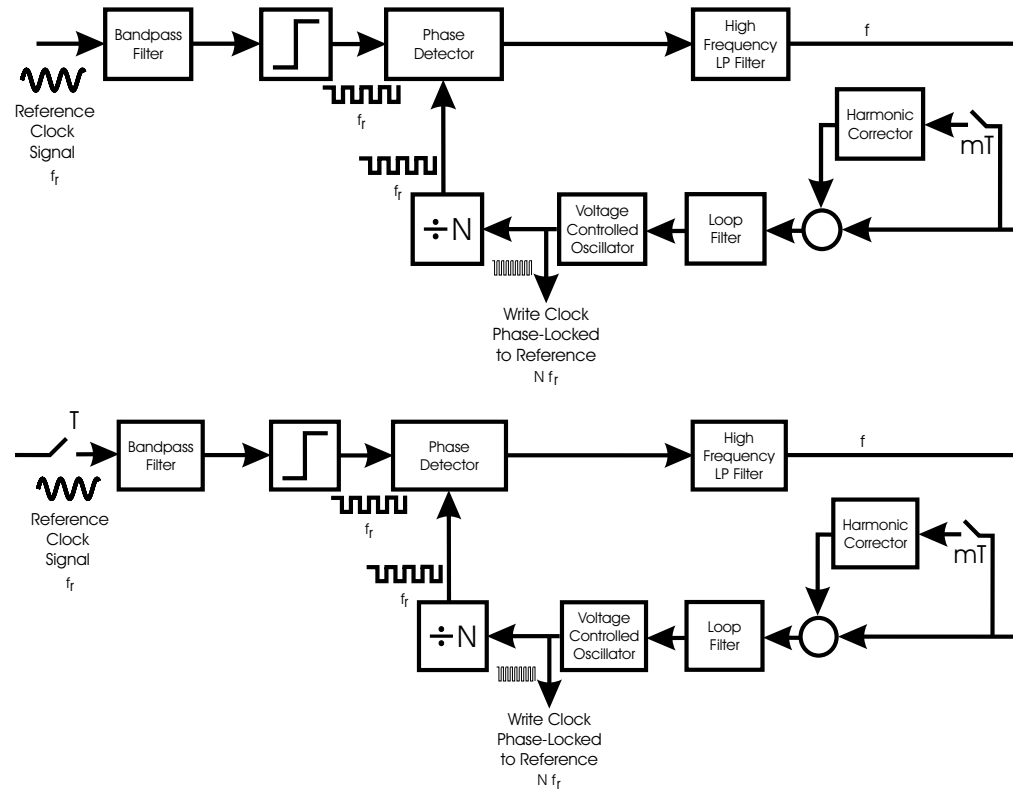 Bandpass
Filter
Phase
Detector
High
Frequency
LP Filter
f
Reference
Clock
Signal
fr
fr
Harmonic
Corrector
mT
fr
÷N
Voltage
Controlled
Oscillator
Loop
Filter
Write Clock
Phase-Locked
to Reference
N fr
T
Bandpass
Filter
Phase
Detector
High
Frequency
LP Filter
f
Reference
Clock
Signal
fr
fr
Harmonic
Corrector
mT
fr
÷N
Voltage
Controlled
Oscillator
Loop
Filter
Write Clock
Phase-Locked
to Reference
N fr